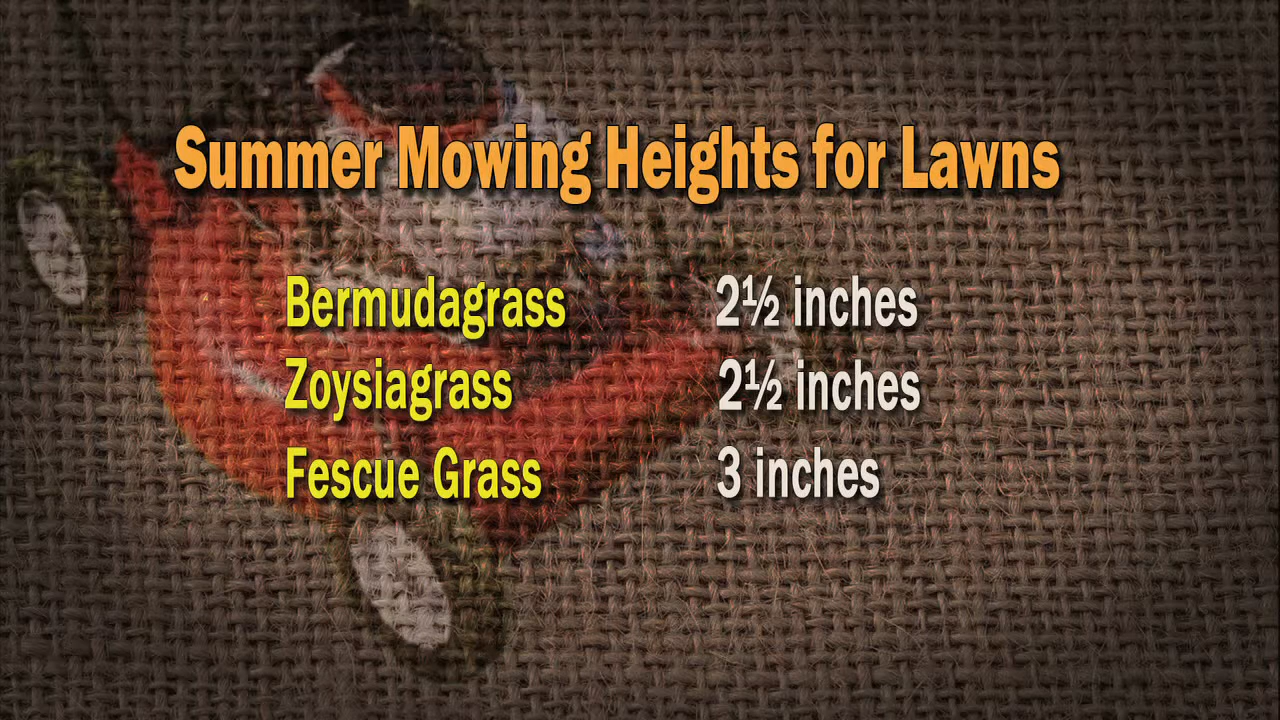 Summer Mowing Heights for Lawns
Bermudagrass 2½ inches
Zoysiagrass 2½ inches
Fescue Grass 3 inches